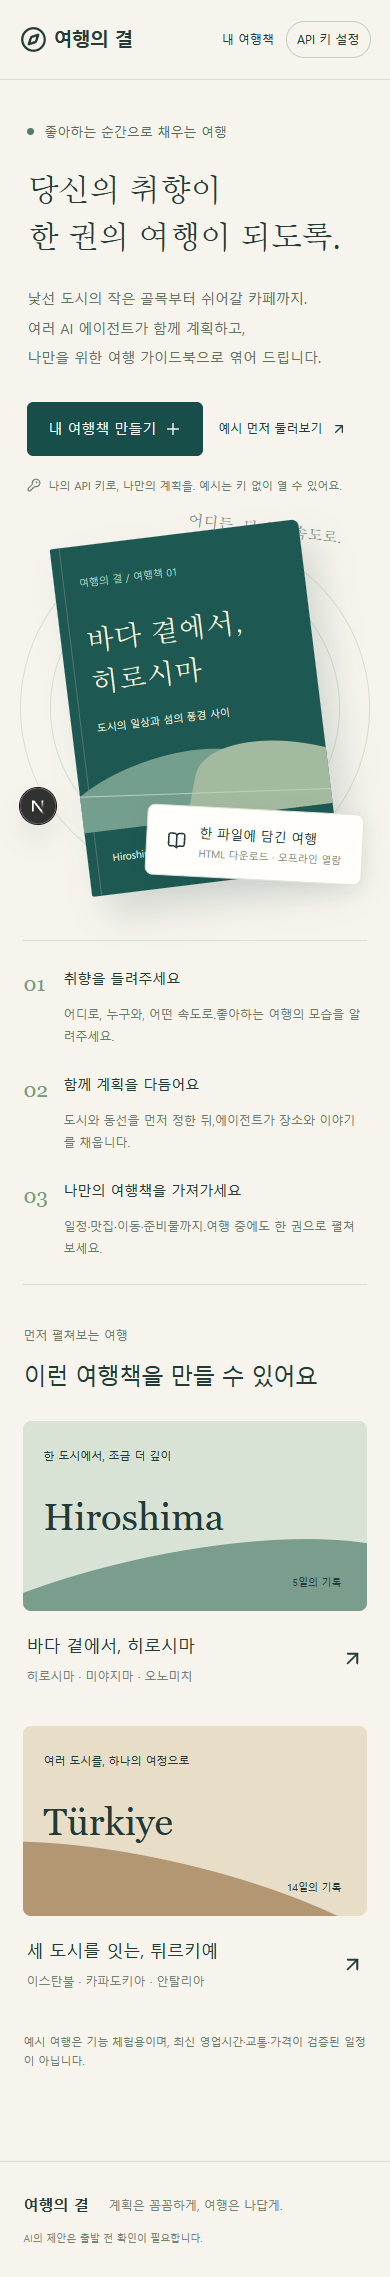 여행의 결
내 여행책
API 키 설정
좋아하는 순간으로 채우는 여행
당신의 취향이
한 권의 여행이 되도록.
낯선 도시의 작은 골목부터 쉬어갈 카페까지.
여러 AI 에이전트가 함께 계획하고,
나만을 위한 여행 가이드북으로 엮어 드립니다.
내 여행책 만들기
예시 먼저 둘러보기
나의 API 키로, 나만의 계획을. 예시는 키 없이 열 수 있어요.
어디든,
속도로.
여행의 결 / 여행책 01
바다 곁에서,
히로시마
도시의 일상과 섬의 풍경 사이
N
한 파일에 담긴 여행
HTML 다운로드 · 오프라인 열람
01
취향을 들려주세요
어디로, 누구와, 어떤 속도로.좋아하는 여행의 모습을 알
려주세요.
02
함께 계획을 다듬어요
도시와 동선을 먼저 정한 뒤,에이전트가 장소와 이야기
를 채웁니다.
03
나만의 여행책을 가져가세요
일정·맛집·이동·준비물까지.여행 중에도 한 권으로 펼쳐
보세요.
먼저 펼쳐보는 여행
이런 여행책을 만들 수 있어요
한 도시에서, 조금 더 깊이
Hiroshima
5일의 기록
바다 곁에서, 히로시마
히로시마 · 미야지마 · 오노미치
여러 도시를, 하나의 여정으로
Türkiye
14일의 기록
세 도시를 잇는, 튀르키예
이스탄불 · 카파도키아 · 안탈리아
예시 여행은 기능 체험용이며, 최신 영업시간·교통·가격이 검증된 일정
이 아닙니다.
여행의 결
계획은 꼼꼼하게, 여행은 나답게.
AI의 제안은 출발 전 확인이 필요합니다.